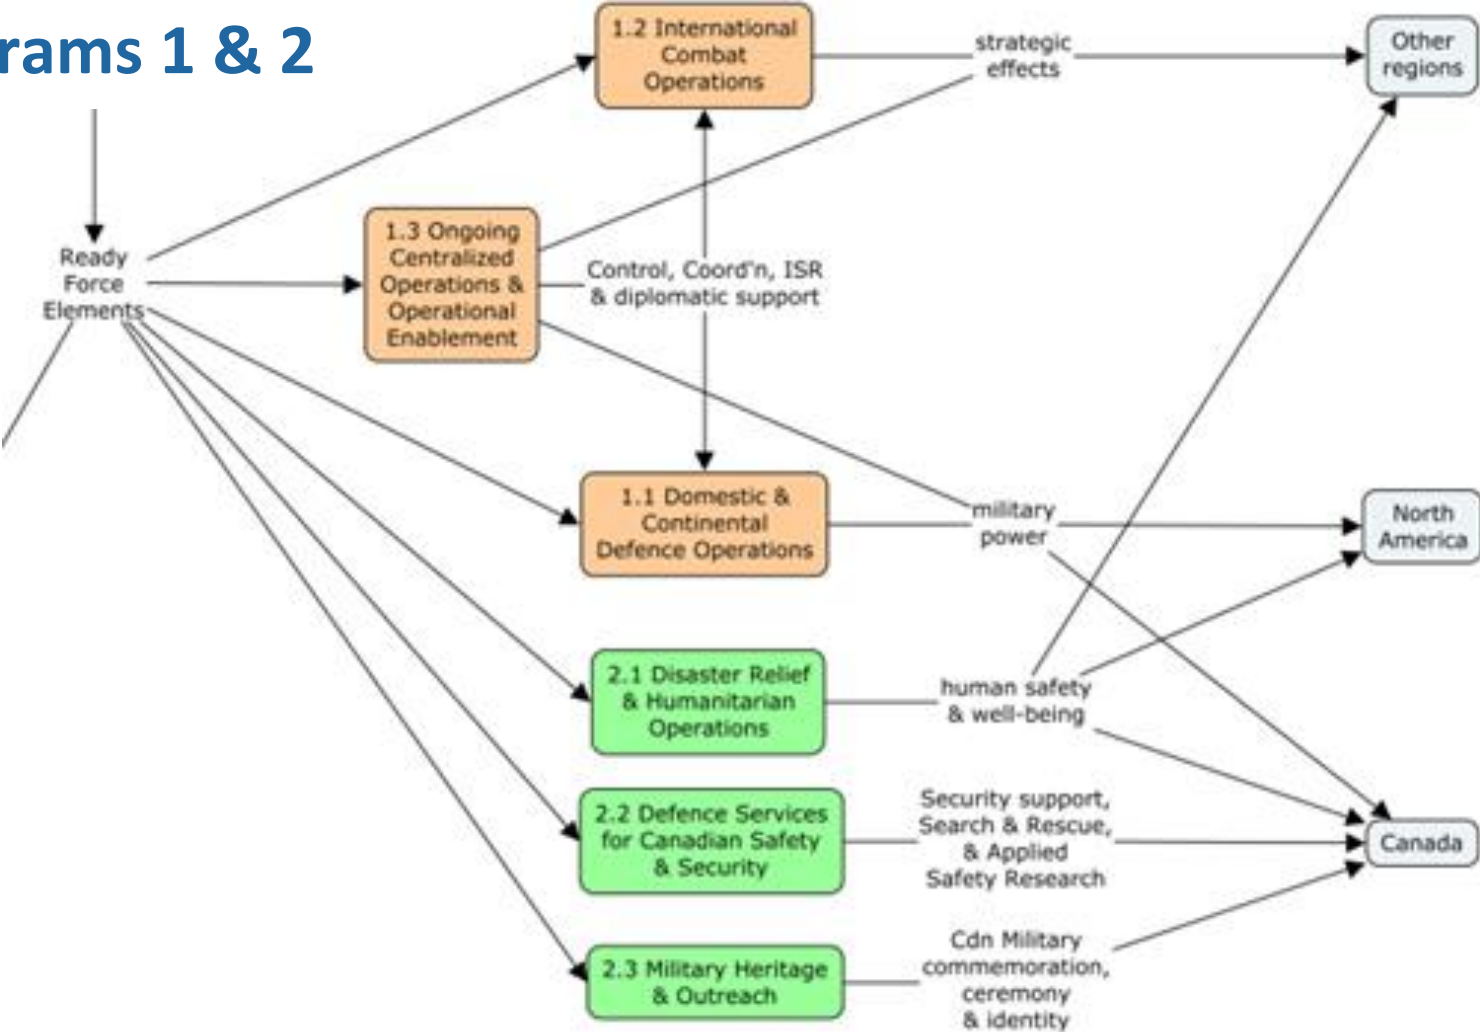 rams 1 & 2
1.2 International
Combat
Operations
strategic
effects
Other
regions
Ready
Force
Elements
1.3 Ongoing
Centralized
Operations &
Operational
Enablement
Control, Coord'n, ISR
& diplomatic support
1.1 Domestic &
Continental
Defence Operations
military
power
North
America
2.1 Disaster Relief
& Humanitarian
Operations
human safety
& well-being
2.2 Defence Services
for Canadian Safety
& Security
Security support,
Search & Rescue,
& Applied
Safety Research
Canada
2.3 Military Heritage
& Outreach
Cdn Military
commemoration,
ceremony
& identity